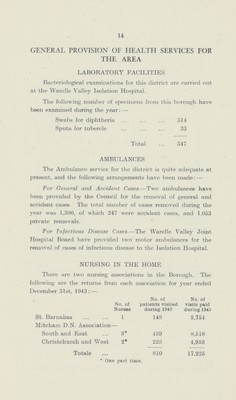 14
GENERAL PROVISION OF HEALTH SERVICES FOR
THE AREA
LABORATORY FACILITIES
Bacteriological examinations for this district are carried out
at the Wandle Valley Isolation Hospital.
The following number of specimens from this borough have
been examined during the year:—
Swabs for diphtheria ... ... ... 514
Sputa for tubercle ... ... ... 33
Total ... 547
AMBULANCES
The Ambulance service for the district is quite adequate at
present, and the following arrangements have been made:—
For General and Accident Cases.—Two ambulances have
been provided by the Council for the removal of general and
accident cases. The total number of cases removed during the
year was 1,300, of which 247 were accident cases, and 1,053
private removals.
For Infectious Disease Cases.—The Wandle Valley Joint
Hospital Board have provided two motor ambulances for the
removal of cases of infectious disease to the Isolation Hospital.
NURSING IN THE HOME
There are two nursing associations in the Borough. The
following are the returns from each association for year ended
December 31st, 1943:—
No. of Nurses No. of patients visited during 1943 No. of visits paid during 1943
St. Barnabas ... ... 1 148 3,754
Mitcham D.N. Association—
South and East ... 3* 439 8,518
Christchurch and West 2* 223 4,953
Totals ... 810 17,225
* One part time.